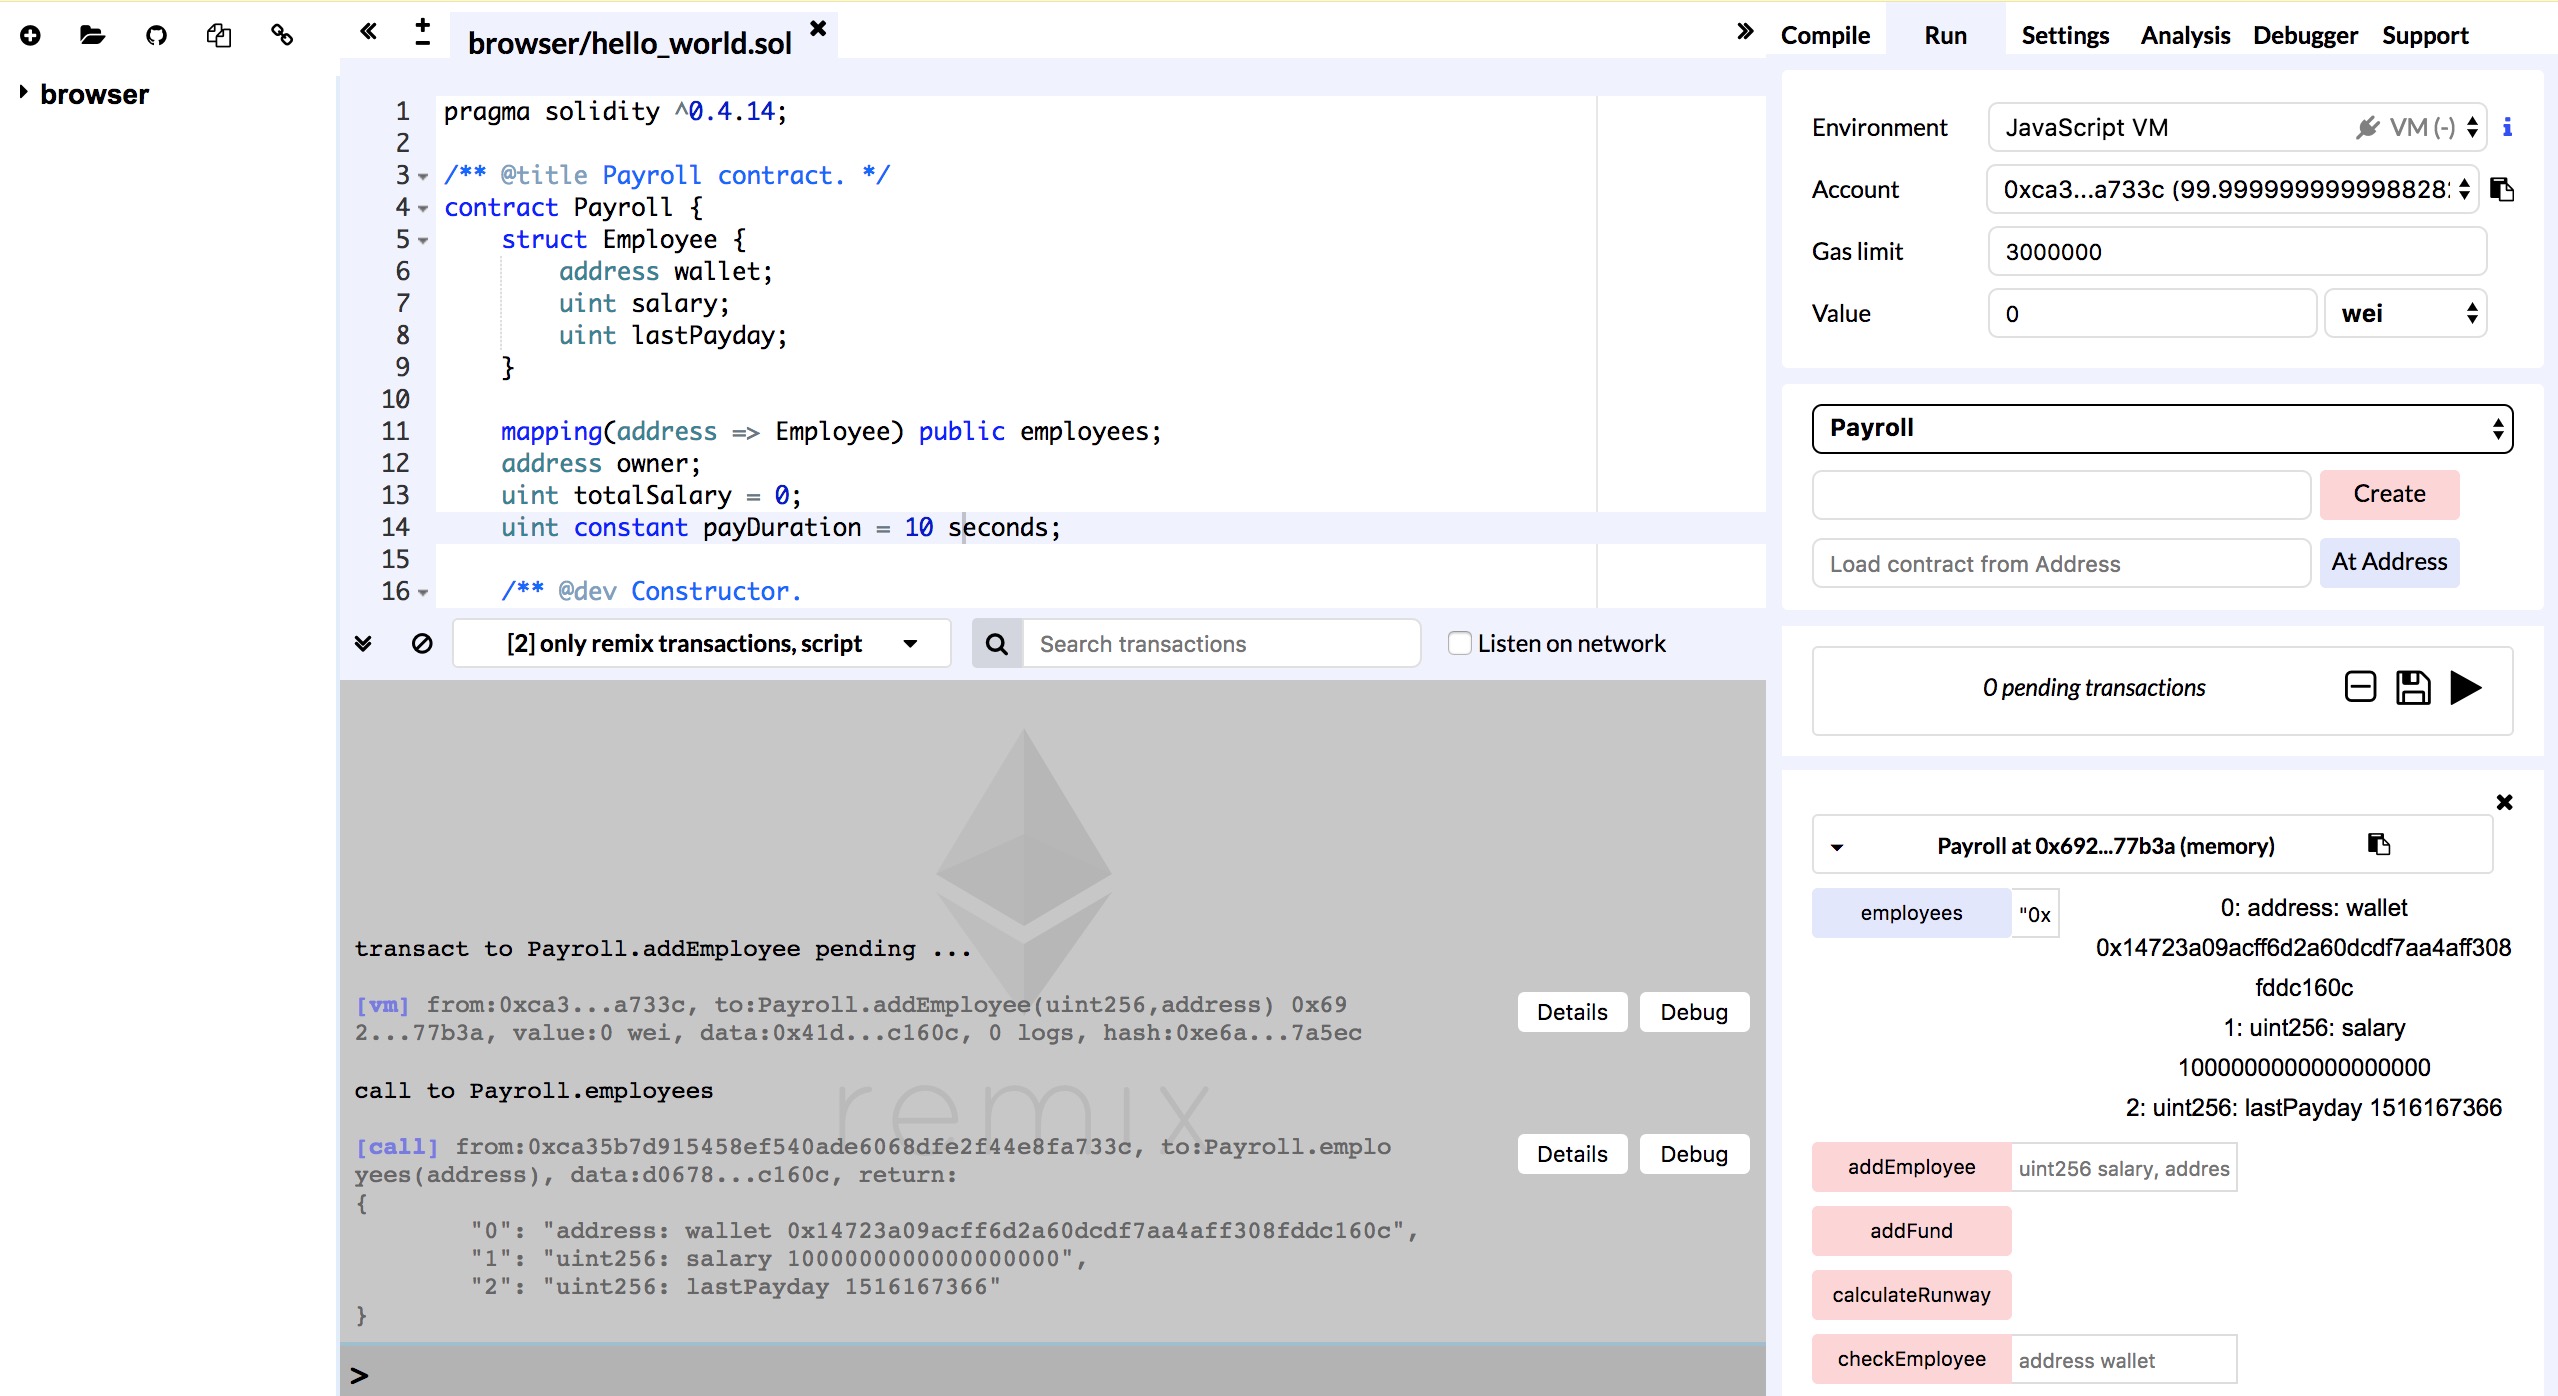 browser
browser/hello_world.sol
1 pragma solidity ^0.4.14;
2
3 /** @title Payroll contract. */
4 contract Payroll {
5 struct Employee {
6 address wallet;
7 uint salary;
8 uint lastPayday;
9 }
10
11 mapping(address => Employee) public employees;
12 address owner;
13 uint totalSalary = 0;
14 uint constant payDuration = 10 seconds;
15
16 /** @dev Constructor.
[2] only remix transactions, script
Search transactions
Listen on network
transact to Payroll.addEmployee pending ...
[vm] from:0xca3...a733c, to:Payroll.addEmployee(uint256,address) 0x69
2...77b3a, value:0 wei, data:0x41d...c160c, 0 logs, hash:0xe6a...7a5ec
Details Debug
call to Payroll.employees
remix
[call] from:0xca35b7d915458ef540ade6068dfe2f44e8fa733c, to:Payroll.emplo
yees(address), data:d0678...c160c, return:
Details Debug
{
"0": "address: wallet 0x14723a09acff6d2a60dcdf7aa4aff308fddc160c",
"1": "uint256: salary 1000000000000000000",
"2": "uint256: lastPayday 1516167366"
}
>
Compile Run Settings Analysis Debugger Support
Environment JavaScript VM VM (-) i
Account 0xca3...a733c (99.999999999998828
Gas limit 3000000
Value 0 wei
Payroll
Create
Load contract from Address At Address
0 pending transactions
Payroll at 0x692...77b3a (memory)
employees "0x
0: address: wallet
0x14723a09acff6d2a60dcdf7aa4aff308
fddc160c
1: uint256: salary
1000000000000000000
2: uint256: lastPayday 1516167366
addEmployee uint256 salary, addres
addFund
calculateRunway
checkEmployee address wallet